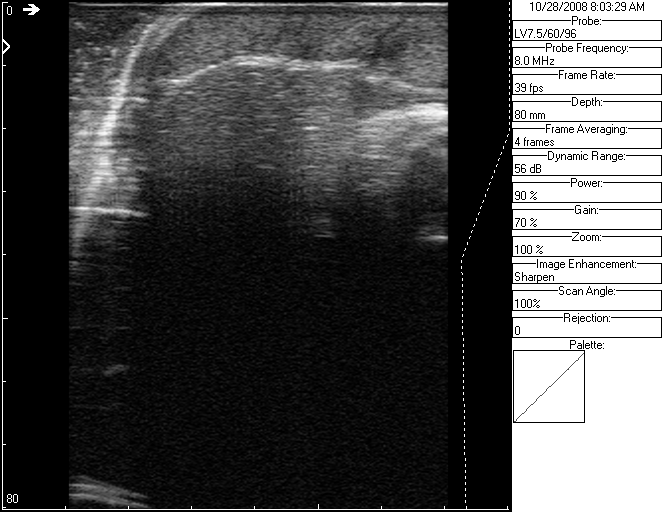 0
80
10/28/2008 8:03:29 AM
Probe:
LV7.5/60/96
Probe Frequency:
8.0 MHz
Frame Rate:
39 fps
Depth:
80 mm
Frame Averaging:
4 frames
Dynamic Range:
56 dB
Power:
90 %
Gain:
70 %
Zoom:
100 %
Image Enhancement:
Sharpen
Scan Angle:
100%
Rejection:
0
Palette: